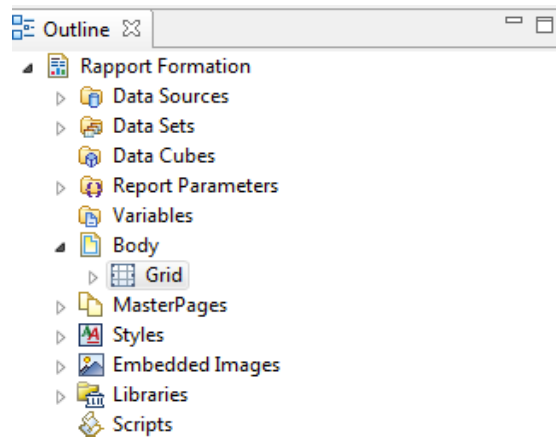 Outline
Rapport Formation
Data Sources
Data Sets
Data Cubes
Report Parameters
Variables
Body
Grid
MasterPages
Styles
Embedded Images
Libraries
Scripts